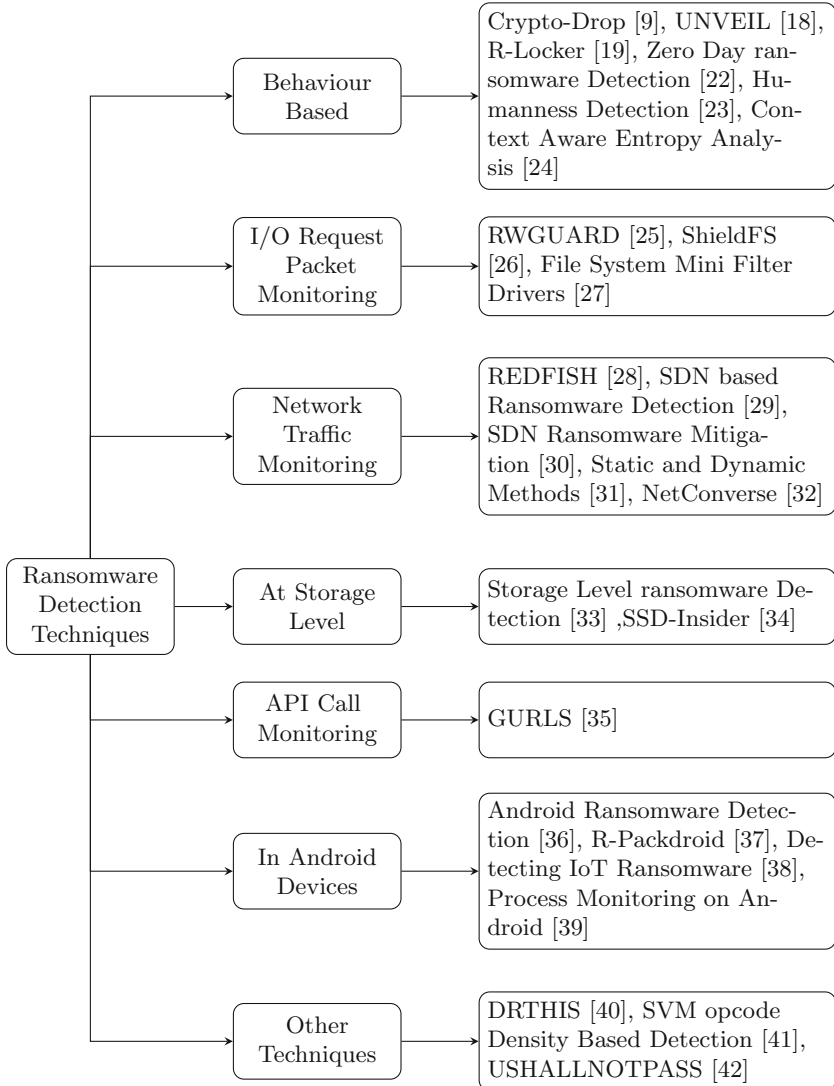 Behaviour
Based
Crypto-Drop [9], UNVEIL [18],
R-Locker [19], Zero Day ran-
somware Detection [22], Hu-
manness Detection [23], Con-
text Aware Entropy Analy-
sis [24]
I/O Request
Packet
Monitoring
RWGUARD [25], ShieldFS
[26], File System Mini Filter
Drivers [27]
Network
Traffic
Monitoring
REDFISH [28], SDN based
Ransomware Detection [29],
SDN Ransomware Mitiga-
tion [30], Static and Dynamic
Methods [31], NetConverse [32]
Ransomware
Detection
Techniques
At Storage
Level
Storage Level ransomware De-
tection [33] ,SSD-Insider [34]
API Call
Monitoring
GURLS [35]
In Android
Devices
Android Ransomware Detec-
tion [36], R-Packdroid [37], De-
tecting IoT Ransomware [38],
Process Monitoring on An-
droid [39]
Other
Techniques
DRTHIS [40], SVM opcode
Density Based Detection [41],
USHALLNOTPASS [42]